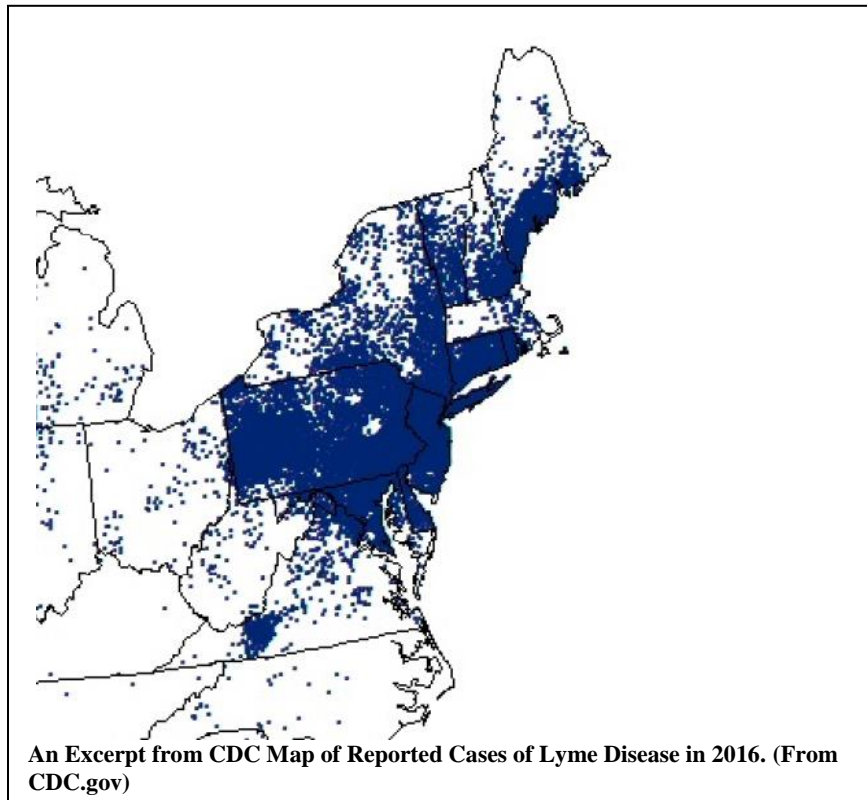 An Excerpt from CDC Map of Reported Cases of Lyme Disease in 2016. (From
CDC.gov)